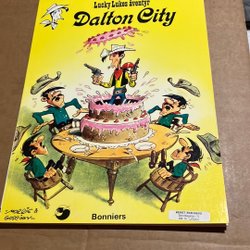 Lucky Lukes äventyr
Dalton City
MORRIS &
GOSCINNY
Bonniers